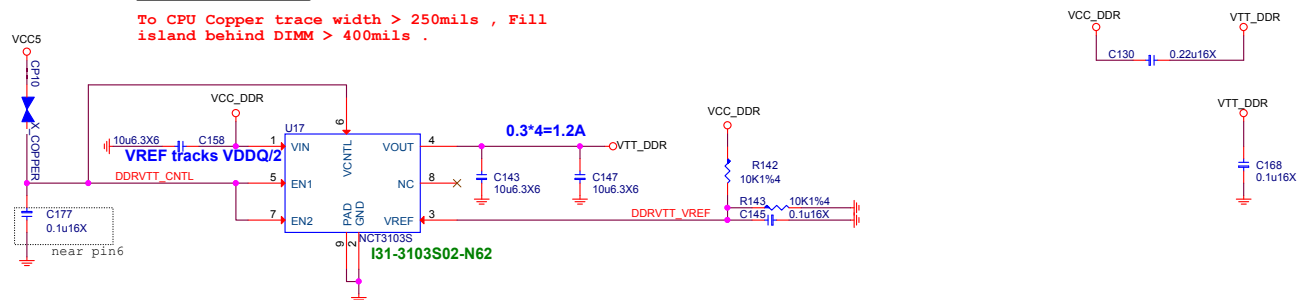 To CPU Copper trace width > 250mils , Fill
island behind DIMM > 400mils .
VCC5
CP10
X_COPPER
VCC_DDR
10u6.3X6
C158
VREF tracks VDDQ/2
DDRVTT_CNTL
C177
0.1u16X
near pin6
U17
1
VIN
5
EN1
7
EN2
6
VCNTL
PAD
GND
9
2
VOUT
4
NC
8
VREF
3
NCT3103S
I31-3103S02-N62
0.3*4=1.2A
VTT_DDR
C143
10u6.3X6
C147
10u6.3X6
DDRVTT_VREF
VCC_DDR
R142
10K1%4
R143
10K1%4
C145
0.1u16X
VCC_DDR
VTT_DDR
C130
0.22u16X
VTT_DDR
C168
0.1u16X